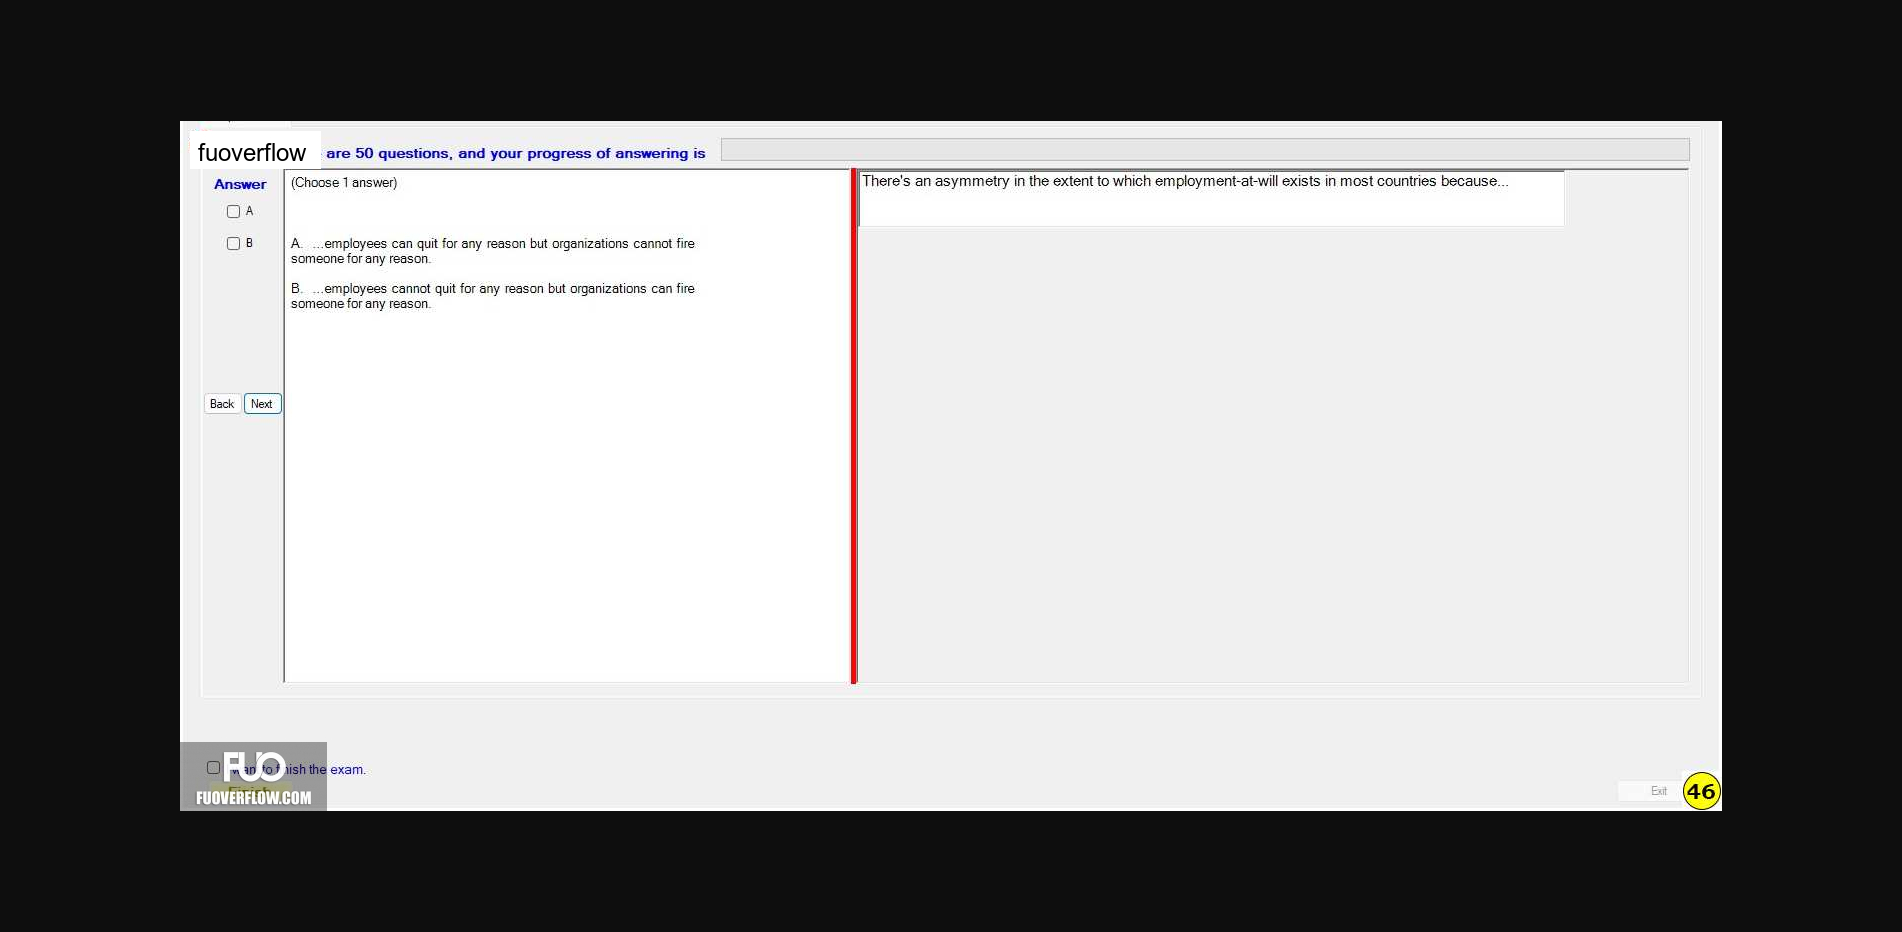 fuoverflow are 50 questions, and your progress of answering is
Answer
A
B
Back Next
(Choose 1 answer)
A. ...employees can quit for any reason but organizations cannot fire
someone for any reason.
B. ...employees cannot quit for any reason but organizations can fire
someone for any reason.
There's an asymmetry in the extent to which employment-at-will exists in most countries because...
FUO
want to finish the exam.
Finish
FUOVERFLOW.COM
Exit
46